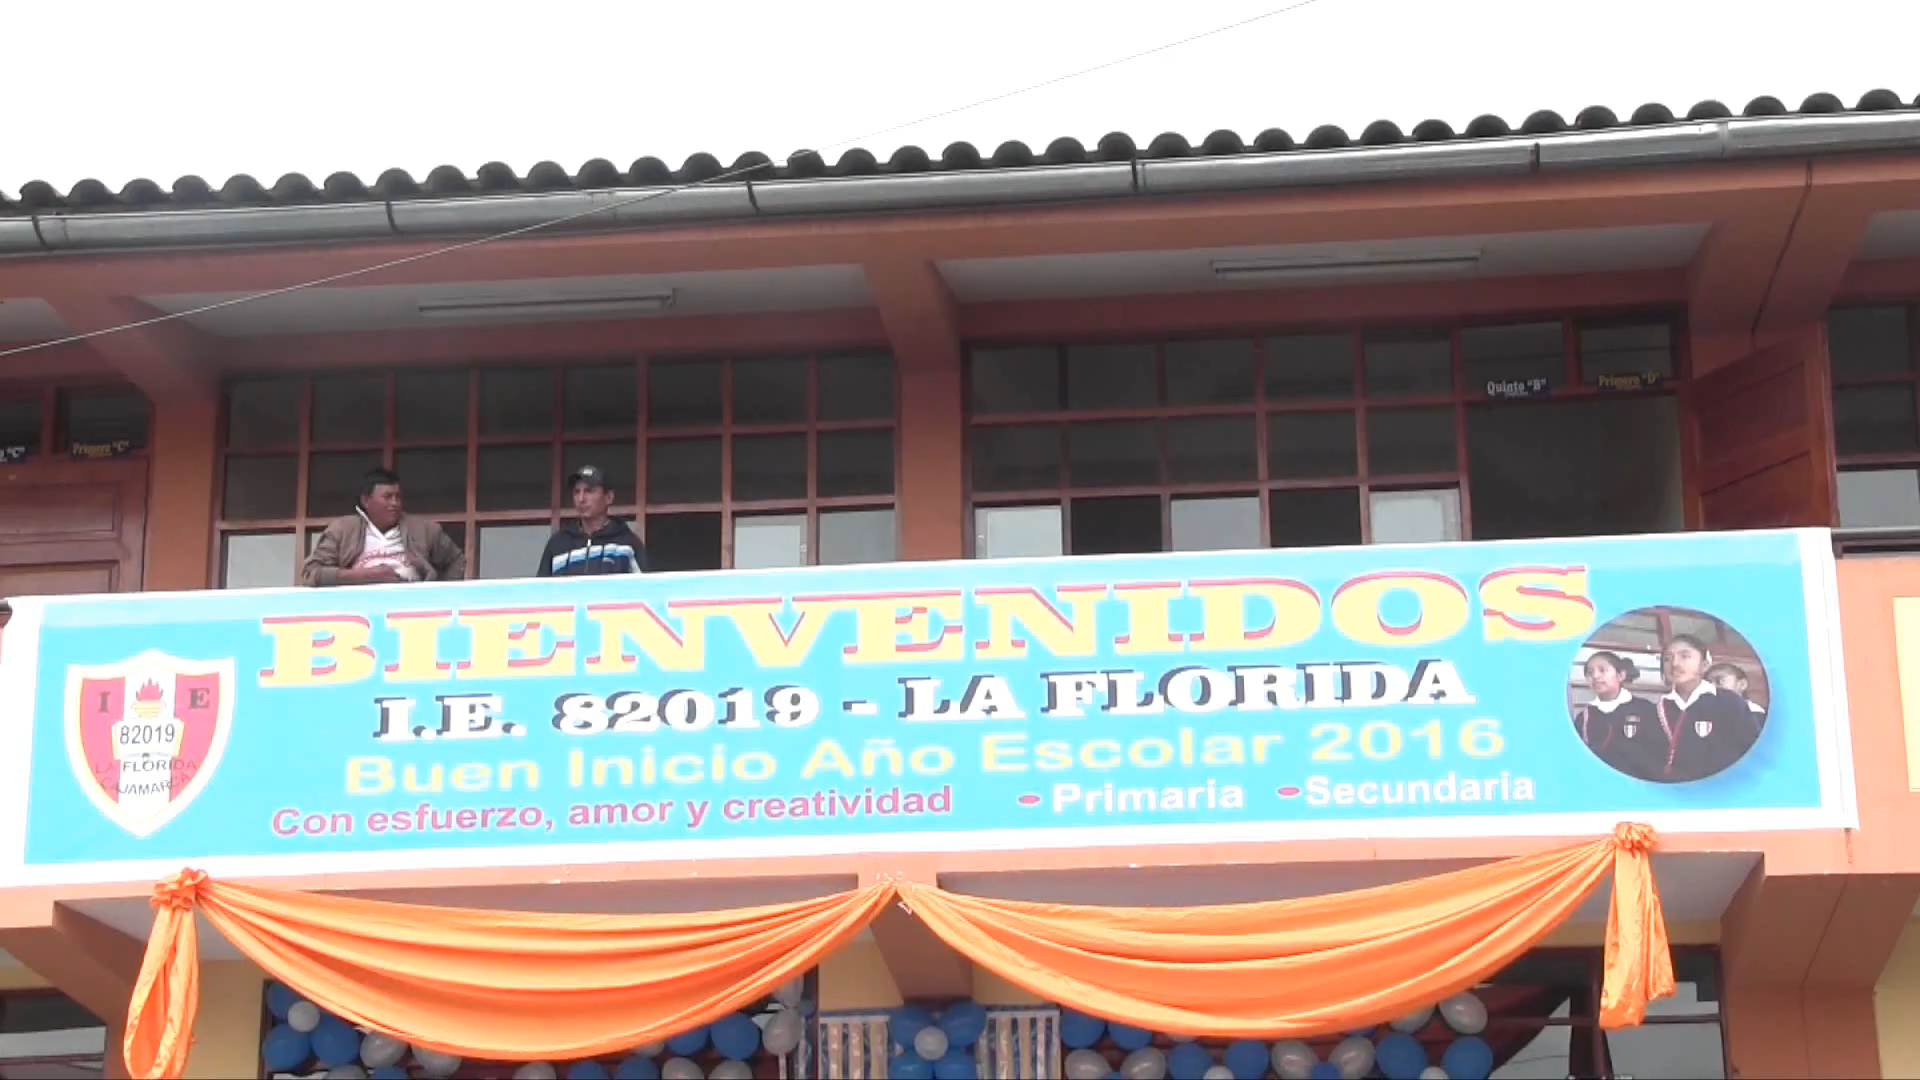 Primero "C"
Quinto "B"
Primero "D"
BIENVENIDOS
I.E. 82019 - LA FLORIDA
Buen Inicio Año Escolar 2016
Con esfuerzo, amor y creatividad • Primaria • Secundaria
I E
82019
LA FLORIDA
CAJAMARCA